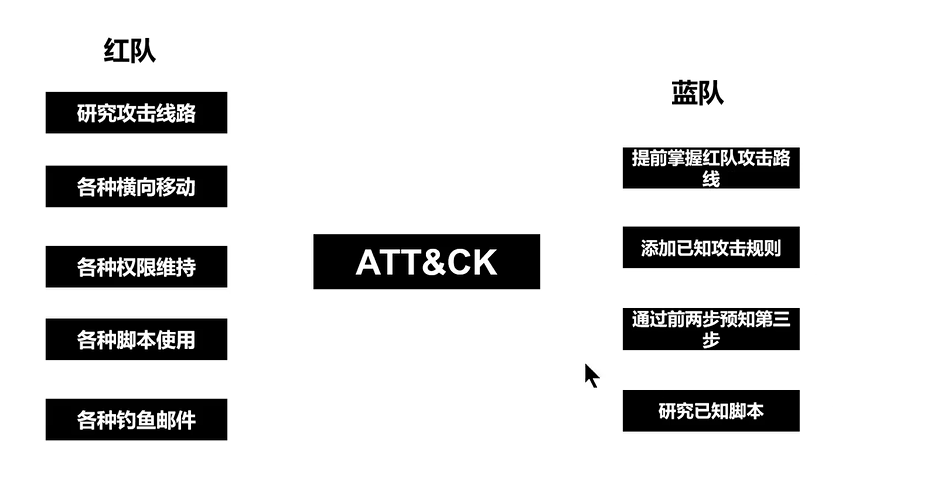 红队
研究攻击线路
各种横向移动
各种权限维持
各种脚本使用
各种钓鱼邮件
ATT&CK
蓝队
提前掌握红队攻击路
线
添加已知攻击规则
通过前两步预知第三
步
研究已知脚本